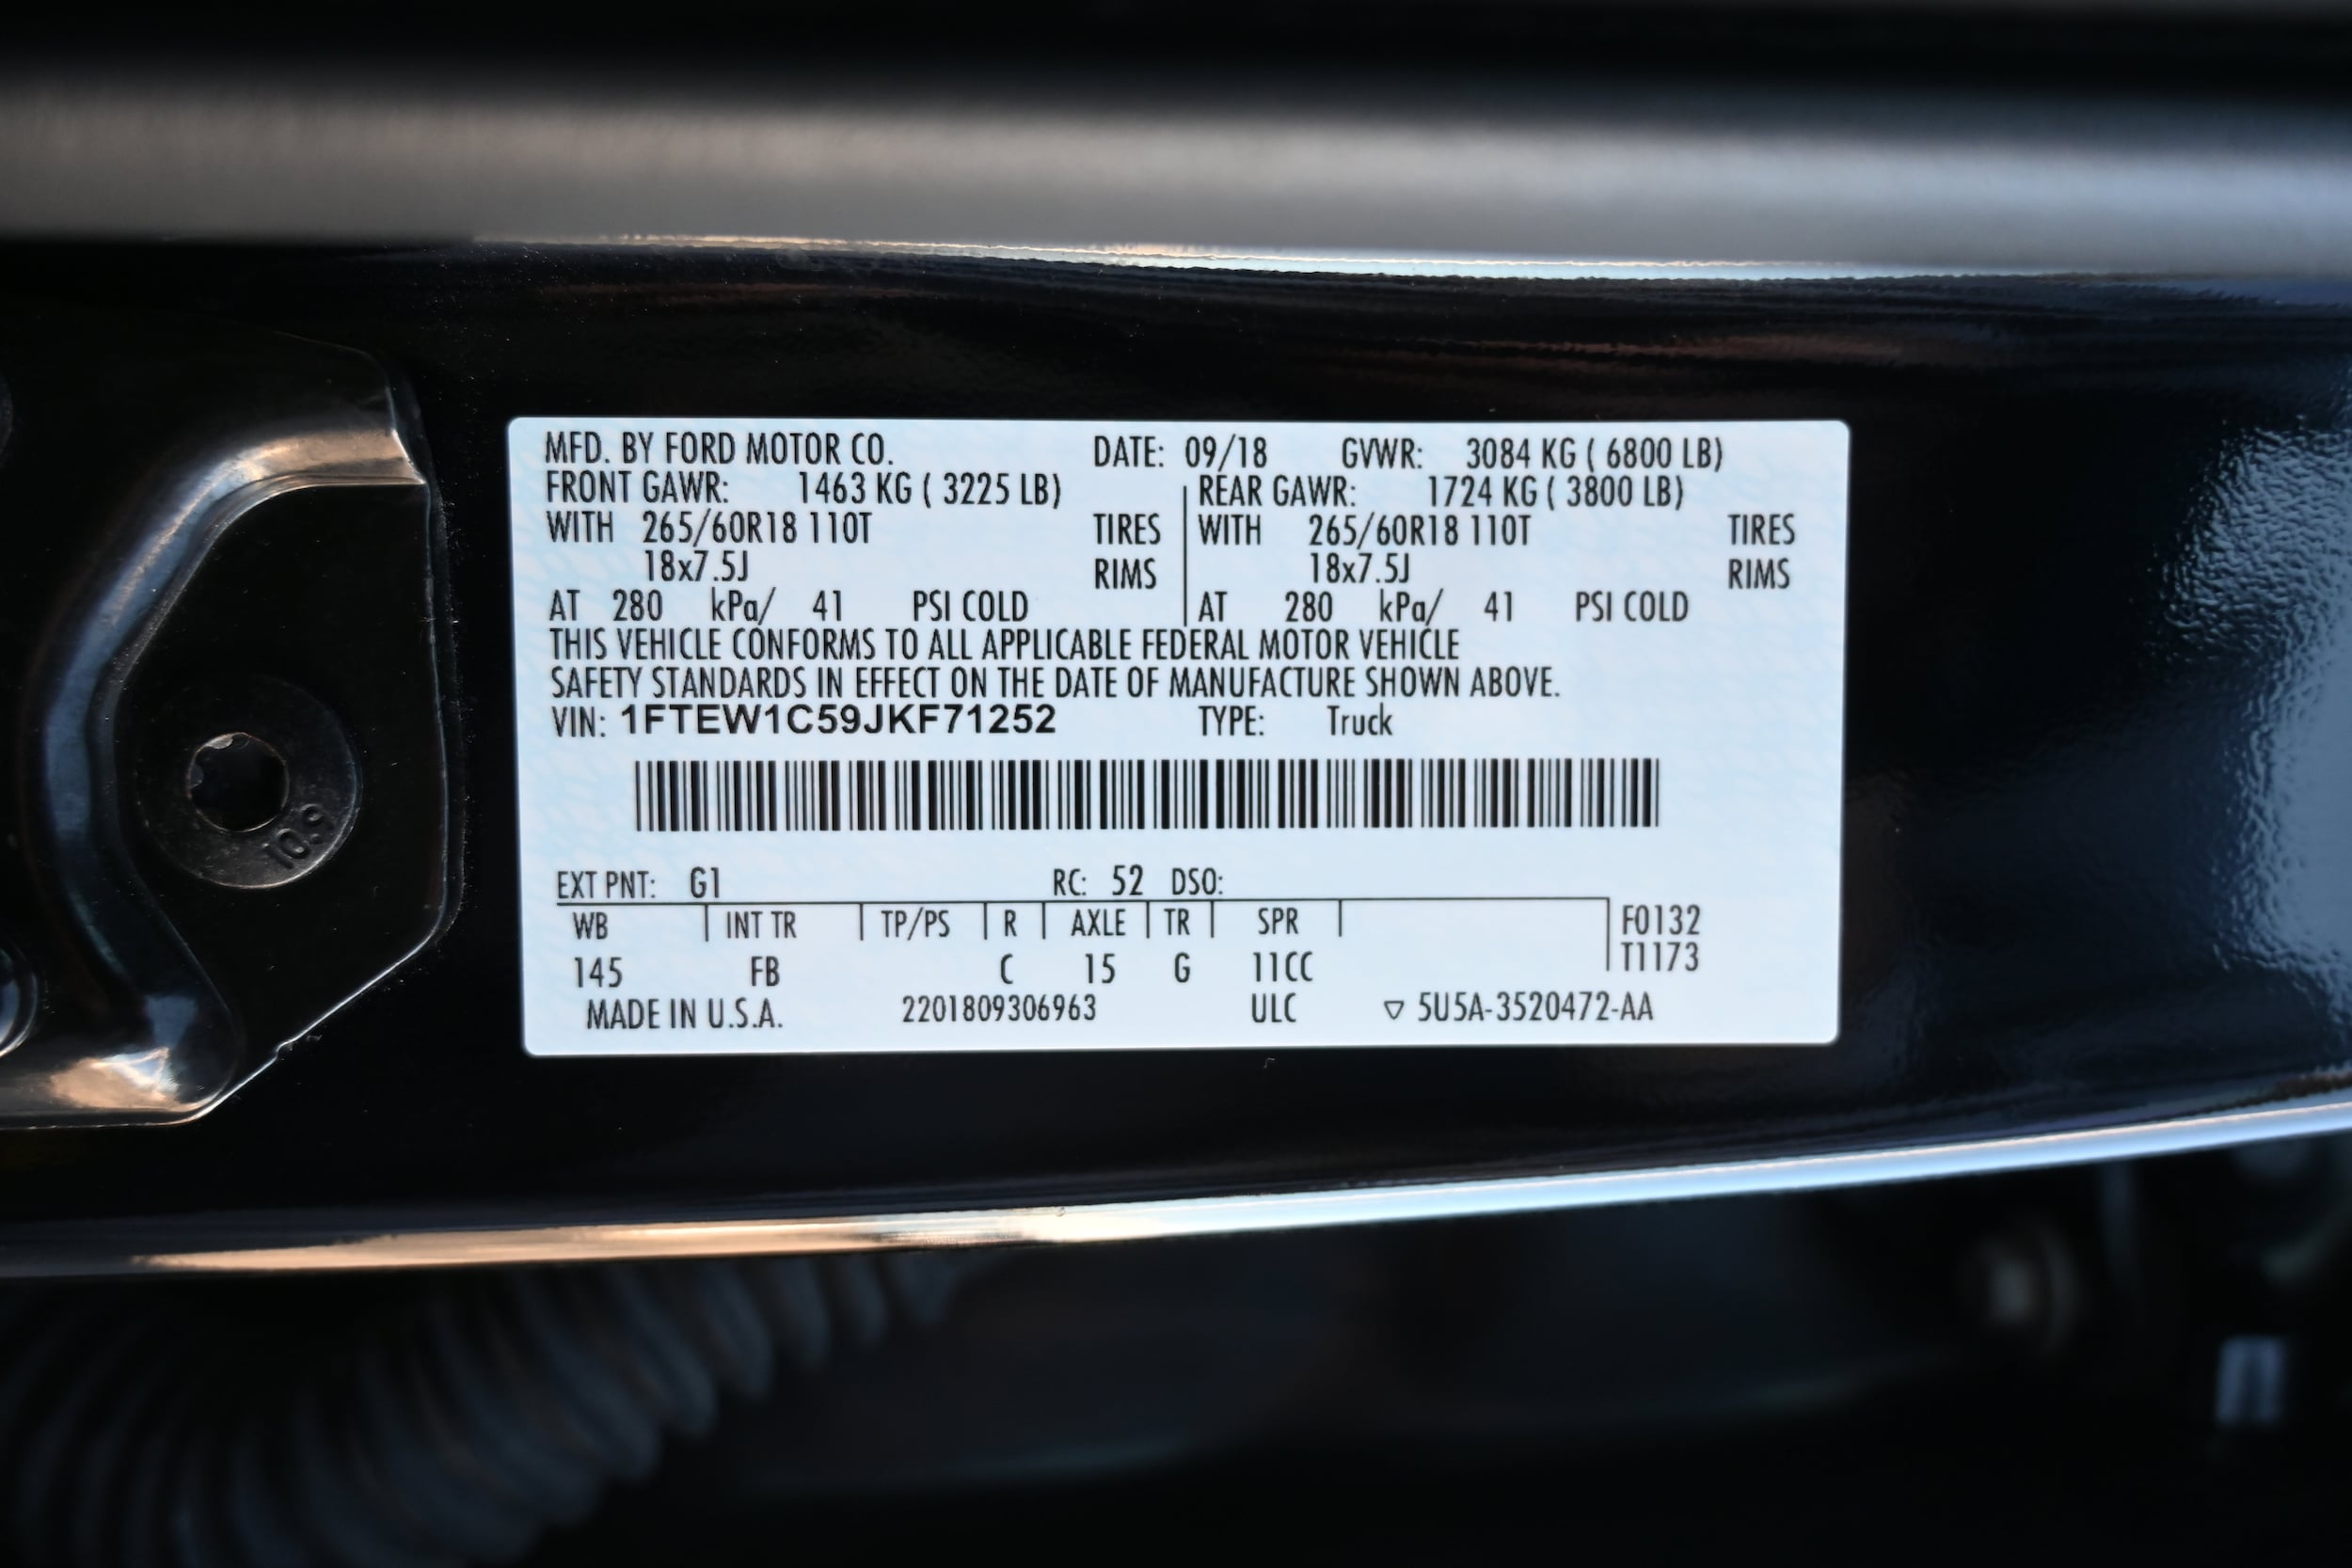 MFD. BY FORD MOTOR CO. DATE: 09/18 GVWR: 3084 KG ( 6800 LB)
FRONT GAWR: 1463 KG ( 3225 LB) REAR GAWR: 1724 KG ( 3800 LB)
WITH 265/60R18 110T TIRES WITH 265/60R18 110T TIRES
18x7.5J RIMS 18x7.5J RIMS
AT 280 kPa/ 41 PSI COLD AT 280 kPa/ 41 PSI COLD
THIS VEHICLE CONFORMS TO ALL APPLICABLE FEDERAL MOTOR VEHICLE
SAFETY STANDARDS IN EFFECT ON THE DATE OF MANUFACTURE SHOWN ABOVE.
VIN: 1FTEW1C59JKF71252 TYPE: Truck
10.9
EXT PNT: G1 RC: 52 DSO:
WB INT TR TP/PS R AXLE TR SPR F0132
T1173
145 FB C 15 G 11CC
MADE IN U.S.A. 2201809306963 ULC ▽ 5U5A-3520472-AA